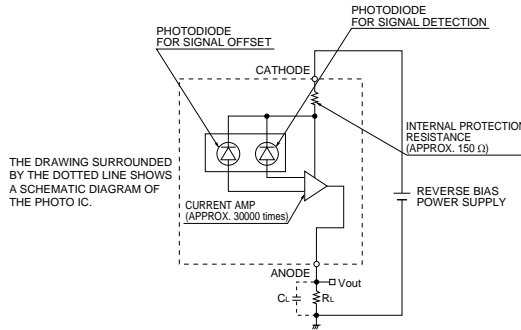 PHOTODIODE
FOR SIGNAL DETECTION
PHOTODIODE
FOR SIGNAL OFFSET
CATHODE
INTERNAL PROTECTION
RESISTANCE
(APPROX. 150 Ω)
THE DRAWING SURROUNDED
BY THE DOTTED LINE SHOWS
A SCHEMATIC DIAGRAM OF
THE PHOTO IC.
REVERSE BIAS
POWER SUPPLY
CURRENT AMP
(APPROX. 30000 times)
ANODE
Vout
CL
RL